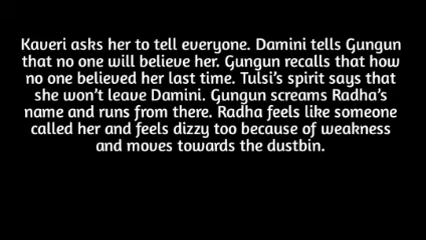 Kaveri asks her to tell everyone. Damini tells Gungun
that no one will believe her. Gungun recalls that how
no one believed her last time. Tulsi's spirit says that
she won't leave Damini. Gungun screams Radha's
name and runs from there. Radha feels like someone
called her and feels dizzy too because of weakness
and moves towards the dustbin.